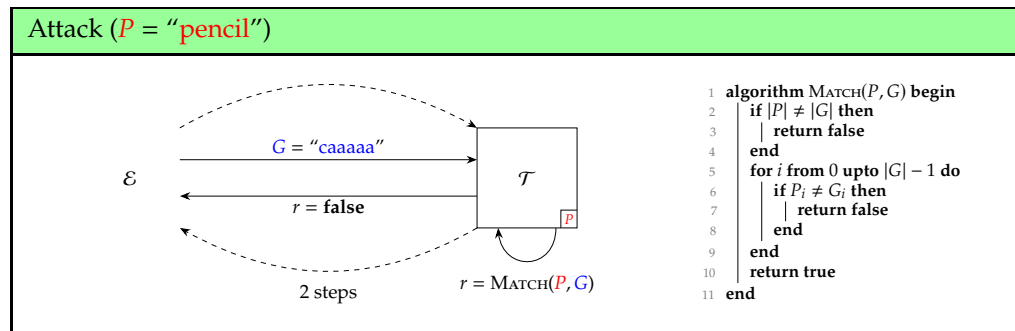 Attack (P = “pencil”)
G = “caaaaa”
ℰ
𝒯
r = false
P
2 steps
r = Match(P, G)
1 algorithm Match(P, G) begin
2 if |P| ≠ |G| then
3 return false
4 end
5 for i from 0 upto |G| − 1 do
6 if Pᵢ ≠ Gᵢ then
7 return false
8 end
9 end
10 return true
11 end